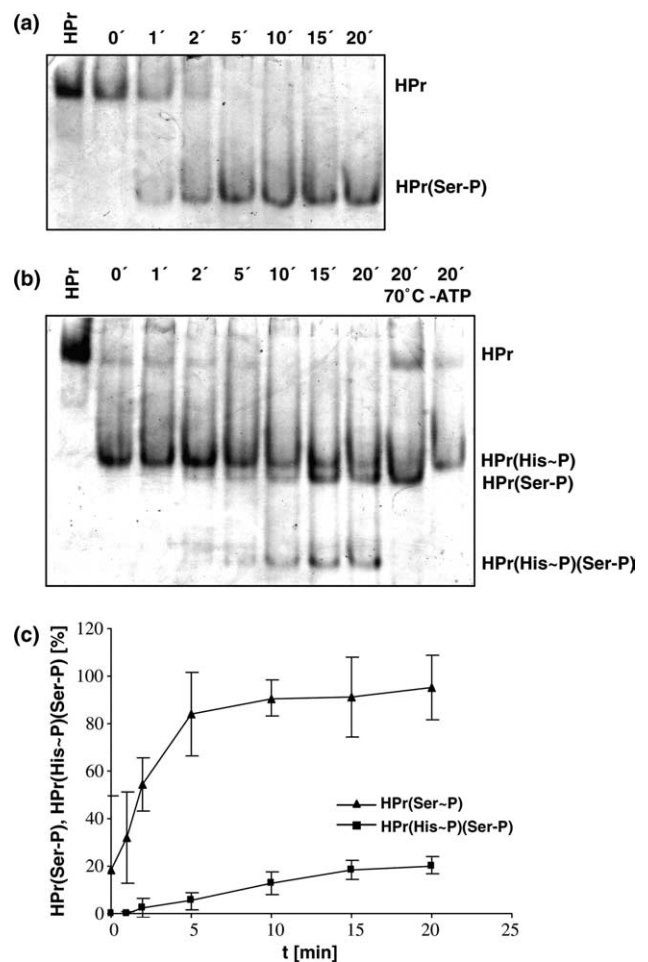 (a)
HPr 0´ 1´ 2´ 5´ 10´ 15´ 20´
HPr
HPr(Ser-P)
(b)
HPr 0´ 1´ 2´ 5´ 10´ 15´ 20´ 20´ 20´
70°C -ATP
HPr
HPr(His~P)
HPr(Ser-P)
HPr(His~P)(Ser-P)
(c)
HPr(Ser-P), HPr(His~P)(Ser-P) [%]
120
100
80
60
40
20
0
HPr(Ser~P)
HPr(His~P)(Ser-P)
0 5 10 15 20 25
t [min]